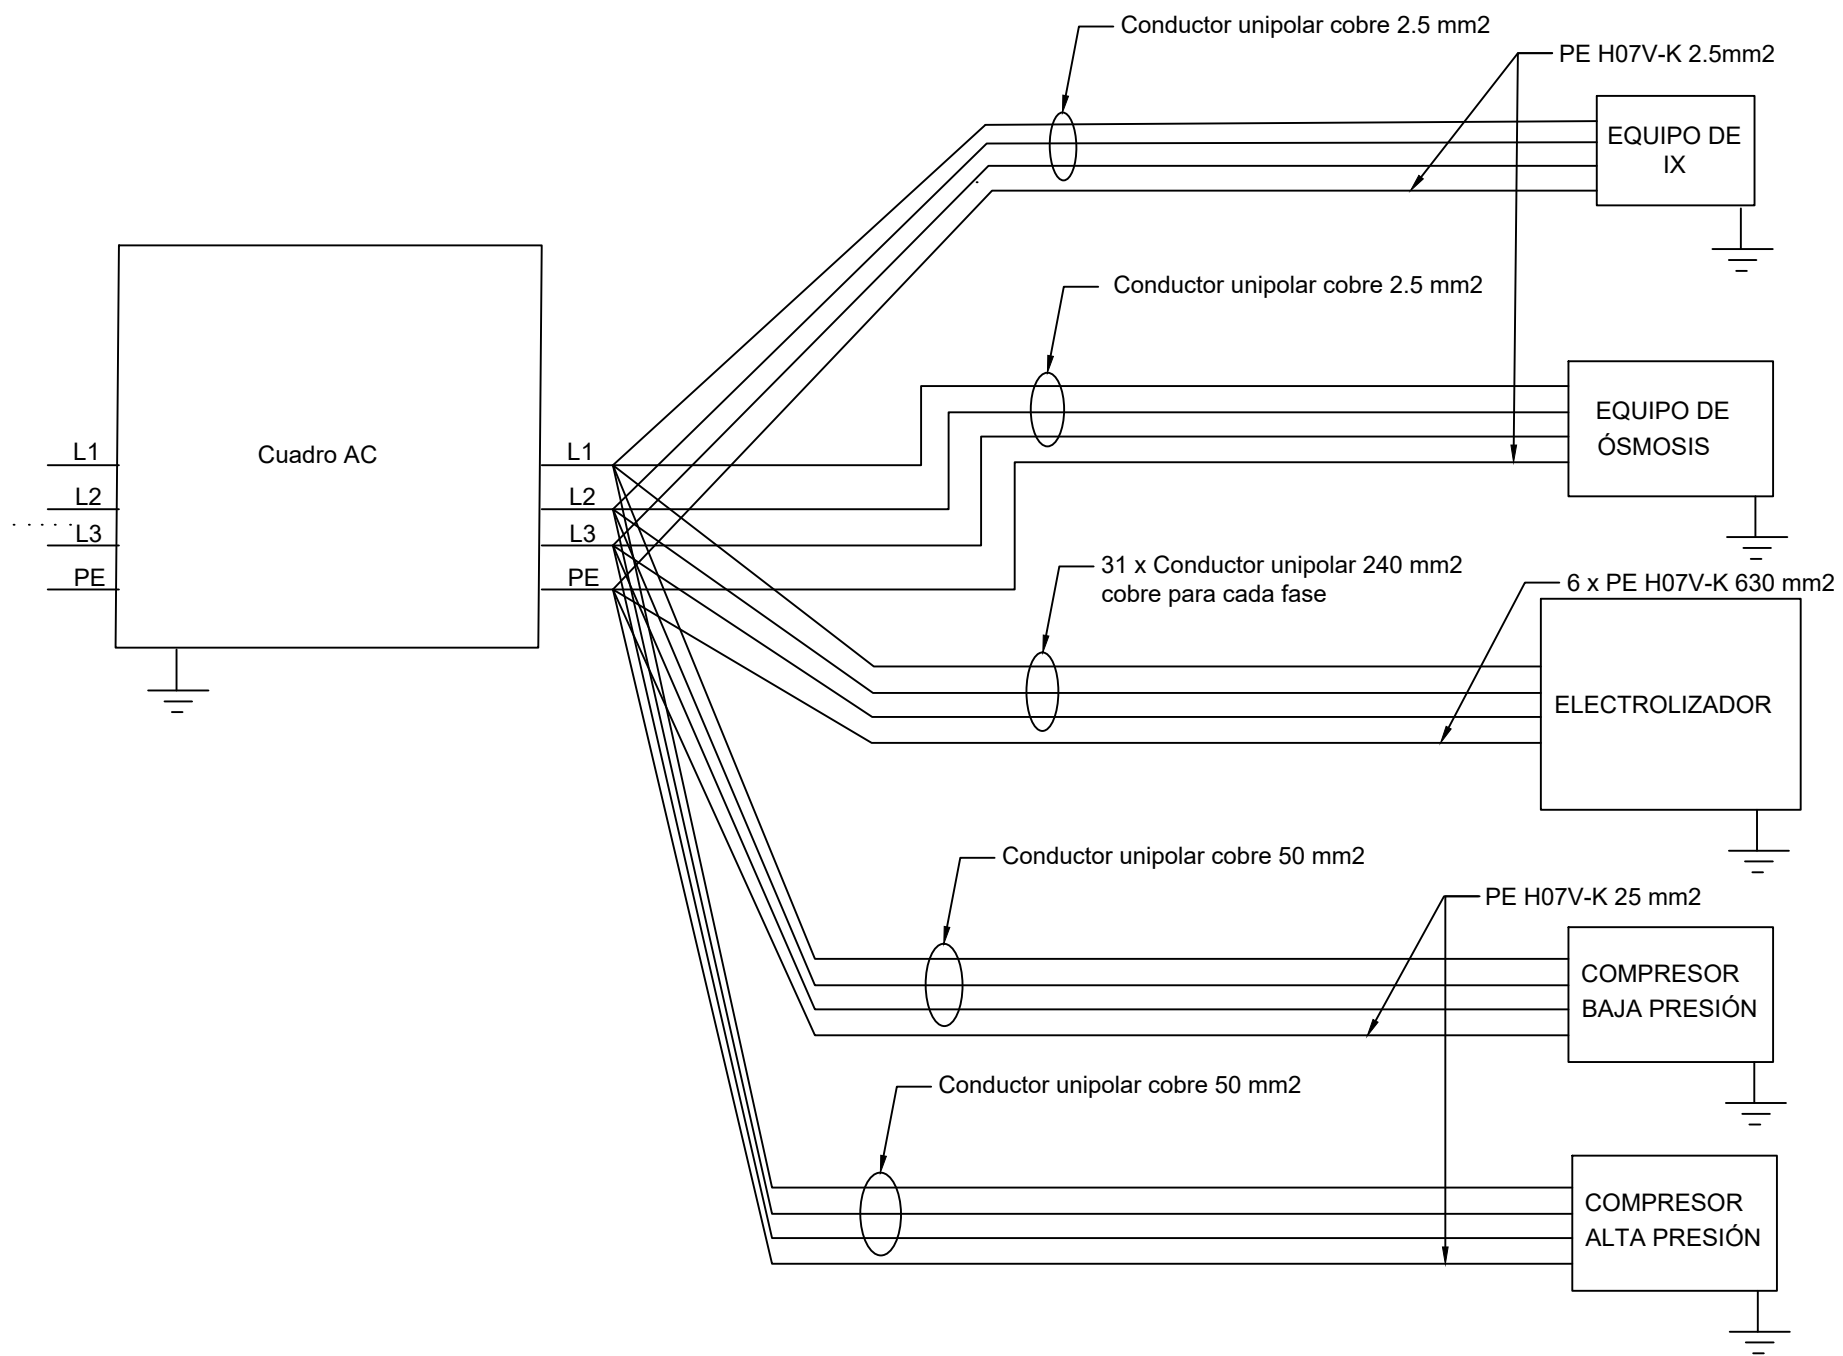 Conductor unipolar cobre 2.5 mm2
PE H07V-K 2.5mm2
EQUIPO DE
IX
Conductor unipolar cobre 2.5 mm2
EQUIPO DE
ÓSMOSIS
Cuadro AC
L1
L2
L3
PE
L1
L2
L3
PE
31 x Conductor unipolar 240 mm2
cobre para cada fase
6 x PE H07V-K 630 mm2
ELECTROLIZADOR
Conductor unipolar cobre 50 mm2
PE H07V-K 25 mm2
COMPRESOR
BAJA PRESIÓN
Conductor unipolar cobre 50 mm2
COMPRESOR
ALTA PRESIÓN